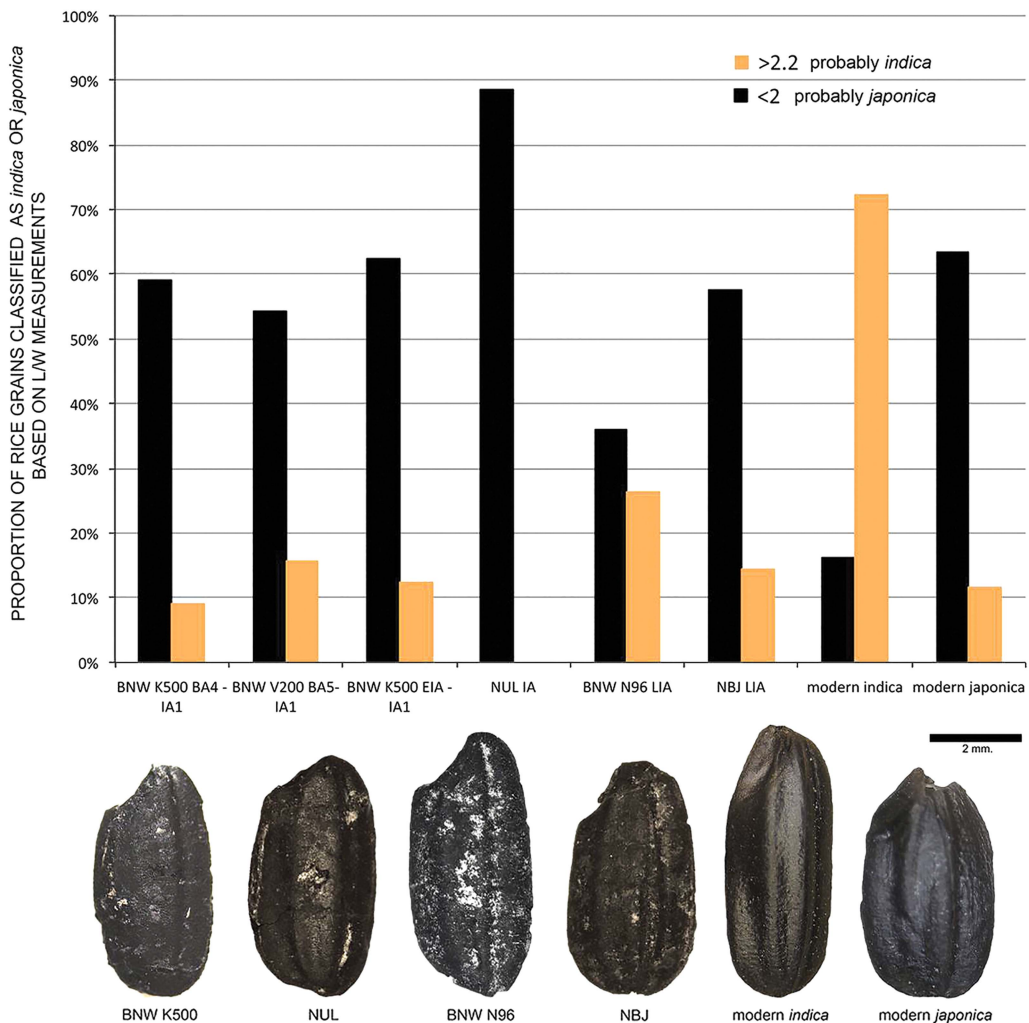 PROPORTION OF RICE GRAINS CLASSIFIED AS indica OR japonica
BASED ON L/W MEASUREMENTS
100%
90%
80%
70%
60%
50%
40%
30%
20%
10%
0%
>2.2 probably indica
<2 probably japonica
BNW K500 BA4 -
IA1
BNW V200 BA5-
IA1
BNW K500 EIA -
IA1
NUL IA
BNW N96 LIA
NBJ LIA
modern indica
modern japonica
2 mm.
BNW K500
NUL
BNW N96
NBJ
modern indica
modern japonica